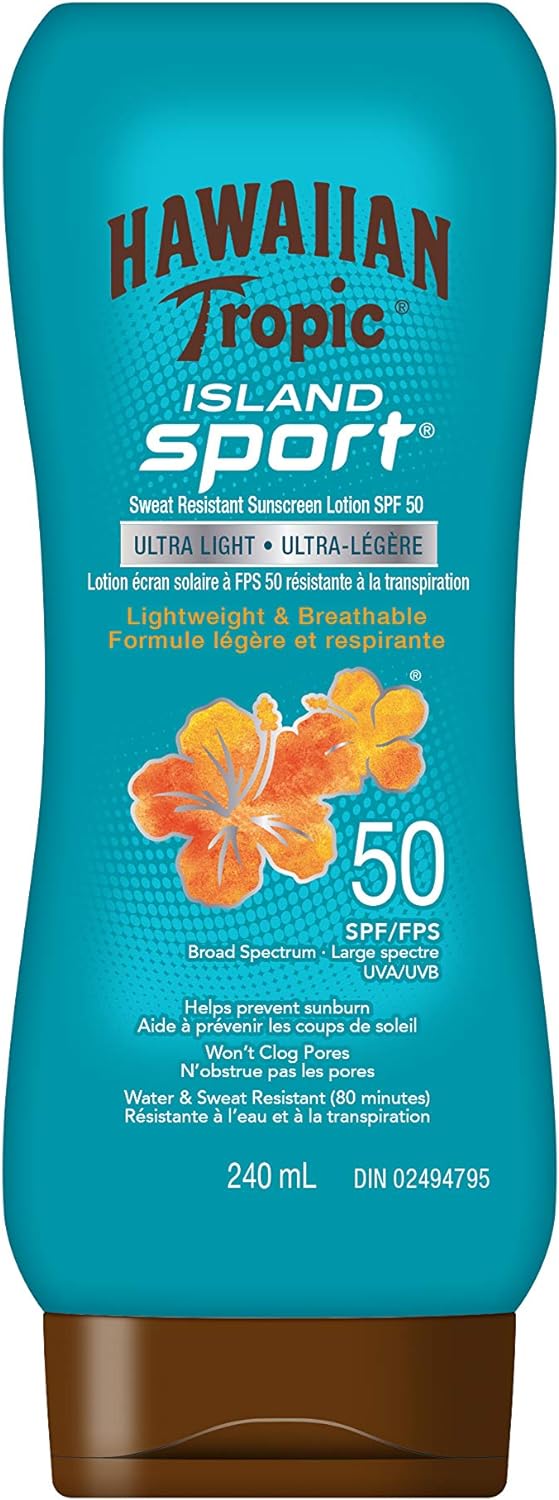 HAWAIIAN
Tropic®
ISLAND
sport®
Sweat Resistant Sunscreen Lotion SPF 50
ULTRA LIGHT • ULTRA-LÉGÈRE
Lotion écran solaire à FPS 50 résistante à la transpiration
Lightweight & Breathable
Formule légère et respirante
®
50
SPF/FPS
Broad Spectrum · Large spectre
UVA/UVB
Helps prevent sunburn
Aide à prévenir les coups de soleil
Won't Clog Pores
N'obstrue pas les pores
Water & Sweat Resistant (80 minutes)
Résistante à l'eau et à la transpiration
240 mL DIN 02494795